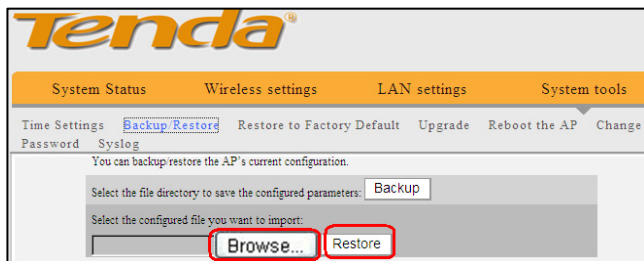 Tenda®
System Status Wireless settings LAN settings System tools
Time Settings Backup/Restore Restore to Factory Default Upgrade Reboot the AP Change
Password Syslog
You can backup/restore the AP's current configuration.
Select the file directory to save the configured parameters: Backup
Select the configured file you want to import:
Browse... Restore